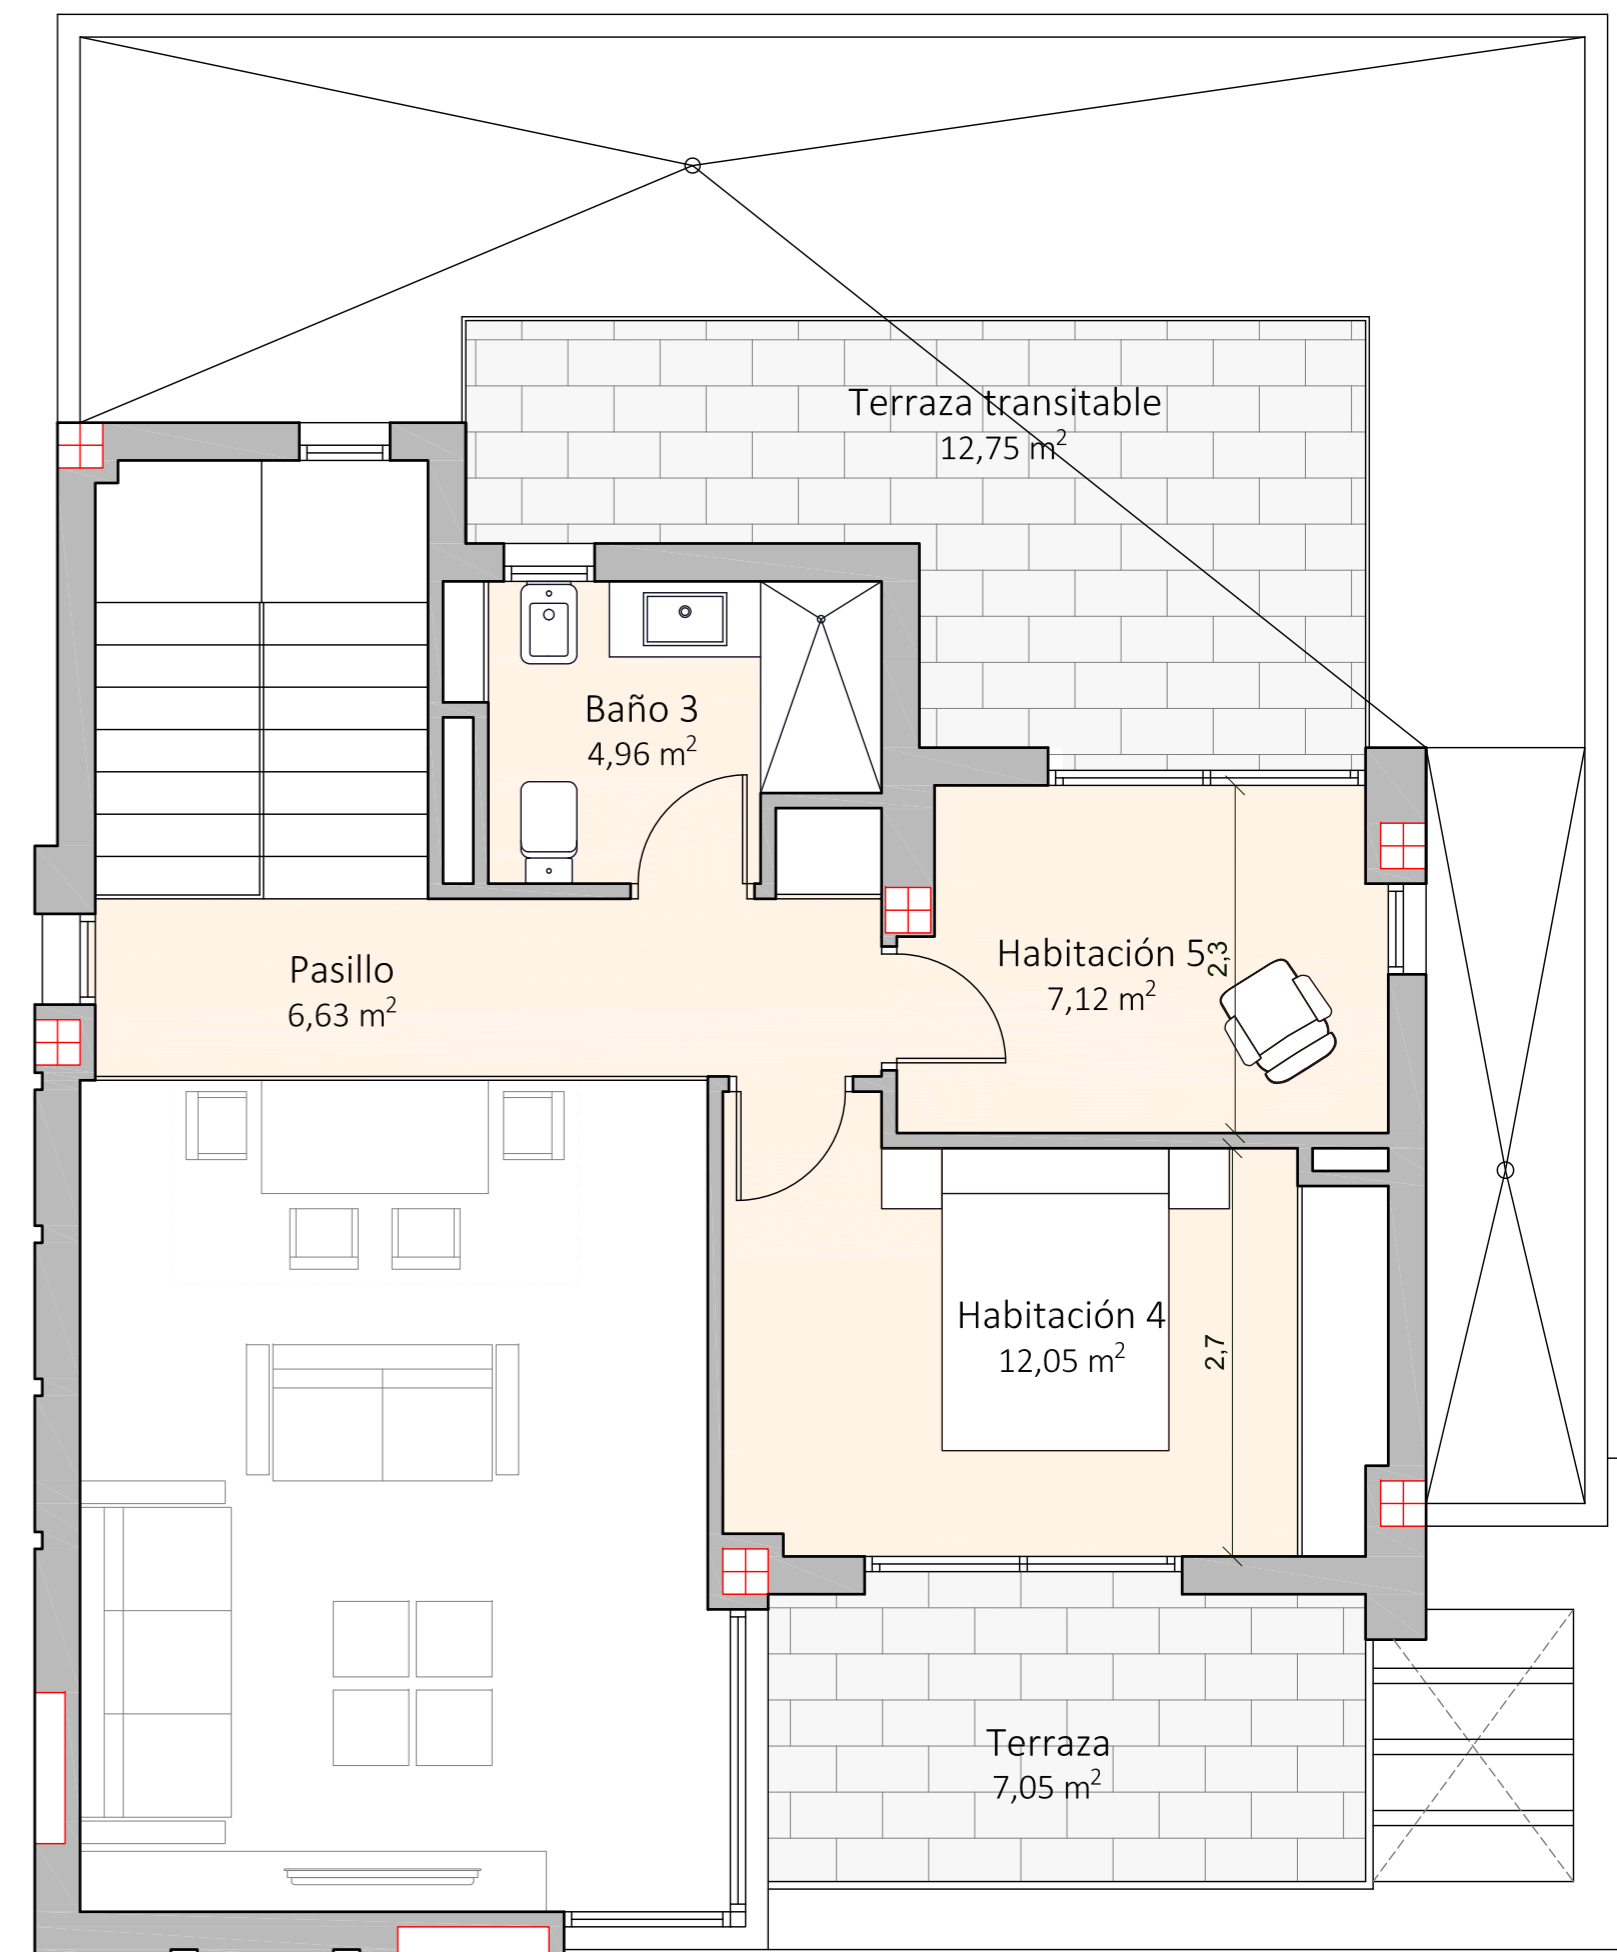 Terraza transitable
12,75 m²
Baño 3
4,96 m²
Pasillo
6,63 m²
Habitación 5
7,12 m²
2,3
Habitación 4
12,05 m²
2,7
Terraza
7,05 m²